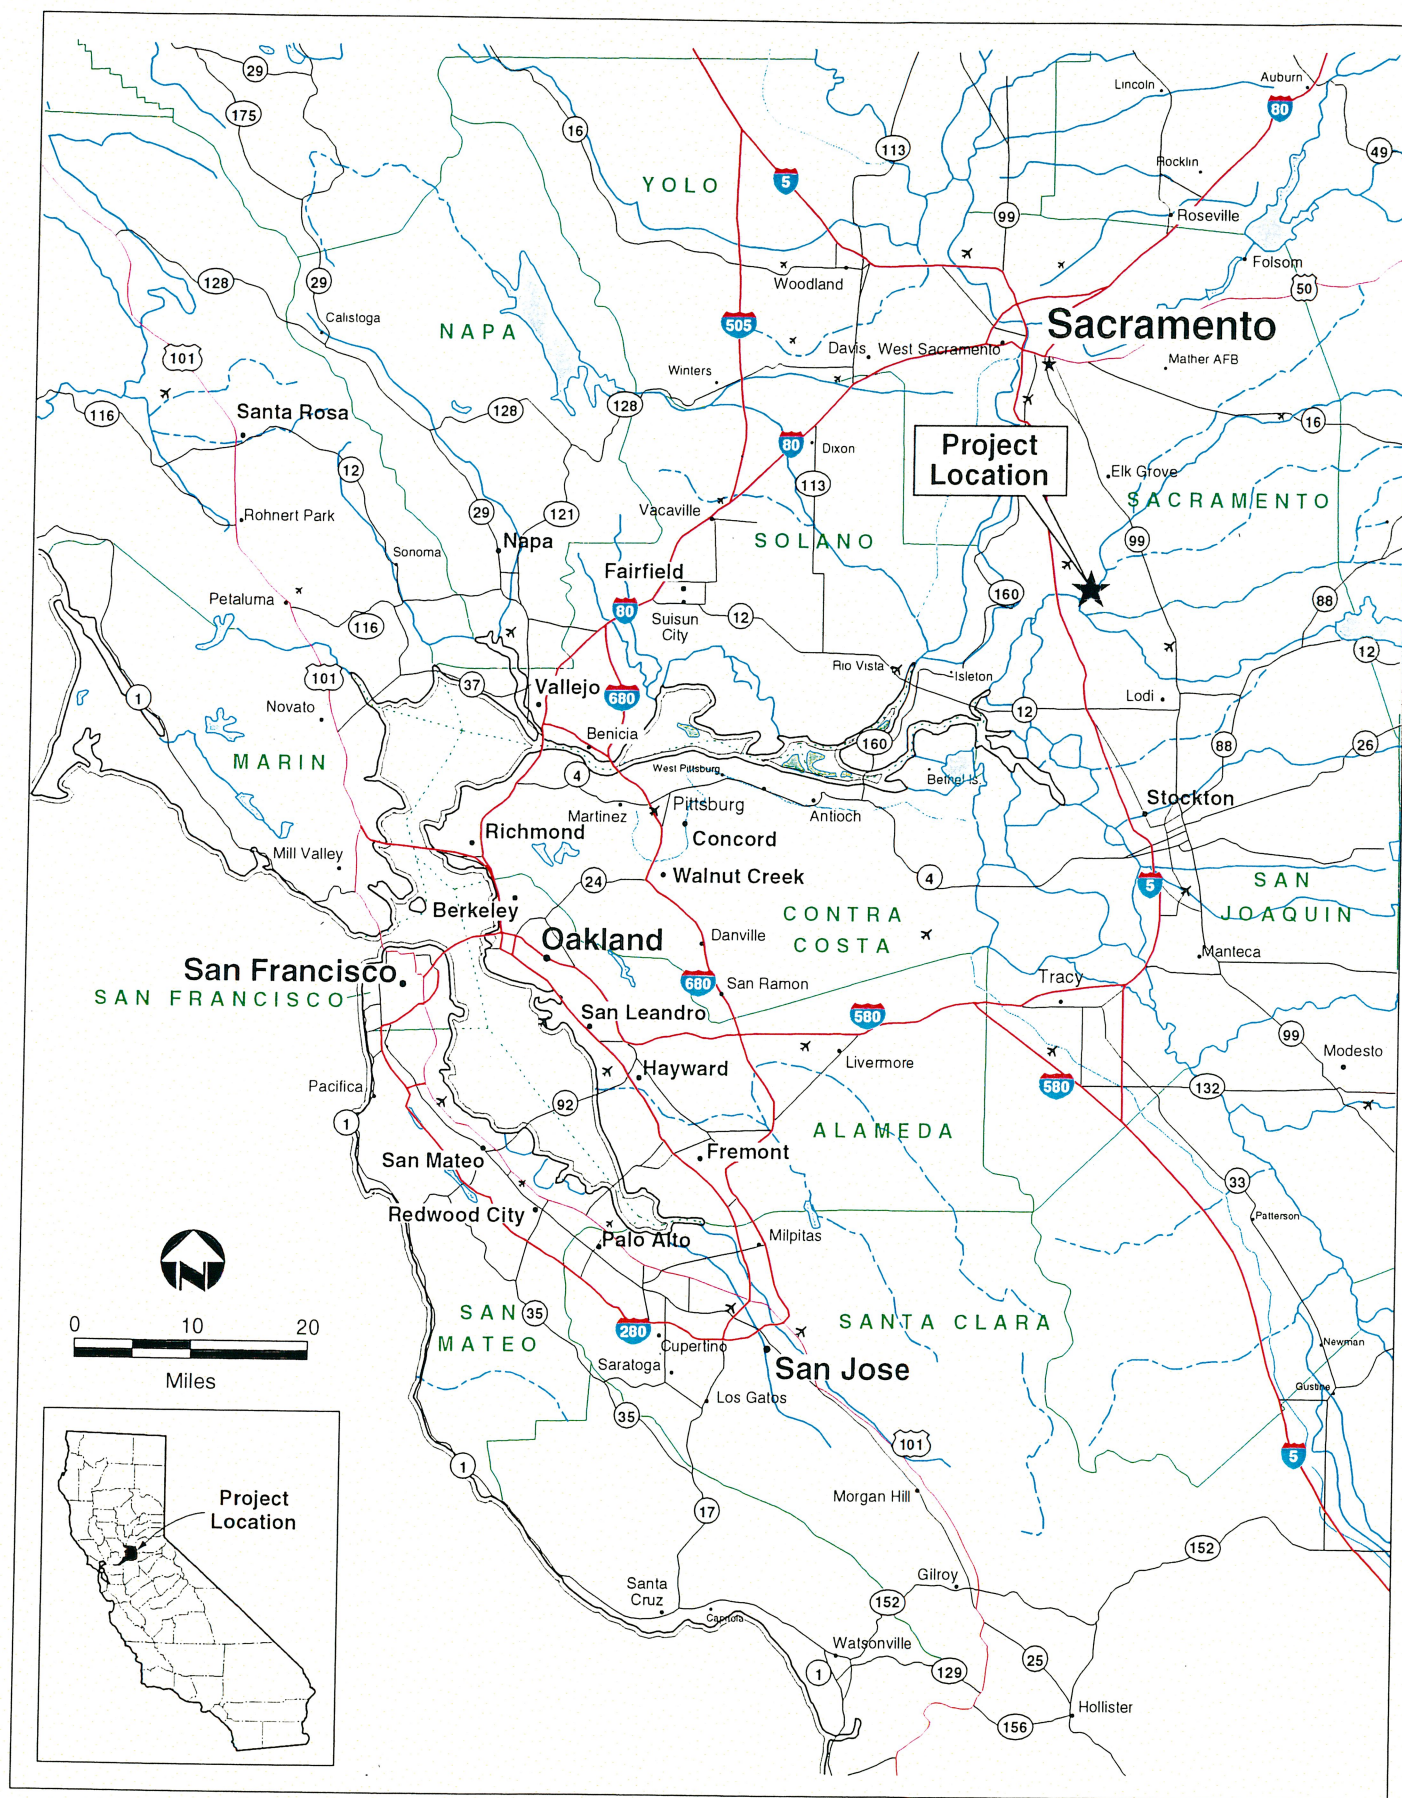 29
175
16
113
Lincoln
Auburn
80
49
Rocklin
YOLO
5
99
Roseville
Folsom
50
128
29
Woodland
Calistoga
NAPA
505
Sacramento
101
Davis
West Sacramento
Mather AFB
Winters
116
Santa Rosa
128
128
16
80
Dixon
Project
Location
12
113
Elk Grove
SACRAMENTO
29
121
Rohnert Park
Vacaville
Napa
SOLANO
99
Sonoma
Fairfield
Petaluma
80
160
88
116
Suisun
City
12
12
Rio Vista
Isleton
101
37
Vallejo
680
Lodi
1
Novato
12
Benicia
160
88
26
MARIN
4
West Pittsburg
Bethel Is.
Pittsburg
Stockton
Martinez
Antioch
Richmond
Concord
Mill Valley
24
Walnut Creek
4
5
SAN
JOAQUIN
Berkeley
CONTRA
COSTA
Oakland
Danville
Manteca
San Francisco
SAN FRANCISCO
680
San Ramon
Tracy
San Leandro
580
99
Modesto
Hayward
Livermore
Pacifica
580
132
92
1
ALAMEDA
San Mateo
Fremont
33
Redwood City
Patterson
Palo Alto
Milpitas
N
SAN
MATEO
35
280
SANTA CLARA
0
10
20
Miles
Cupertino
Newman
Saratoga
San Jose
Gustine
Los Gatos
35
101
5
1
Morgan Hill
Project
Location
17
152
Santa
Cruz
Gilroy
152
Capitola
Watsonville
1
129
25
Hollister
156